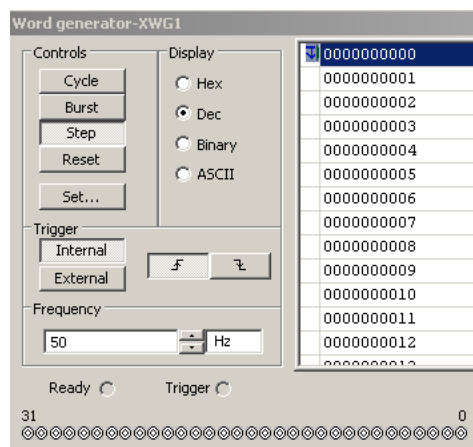 Word generator-XWG1
Controls
Cycle
Burst
Step
Reset
Set...
Display
Hex
Dec
Binary
ASCII
Trigger
Internal
External
Frequency
50
Hz
Ready
Trigger
31
0
0000000000
0000000001
0000000002
0000000003
0000000004
0000000005
0000000006
0000000007
0000000008
0000000009
0000000010
0000000011
0000000012